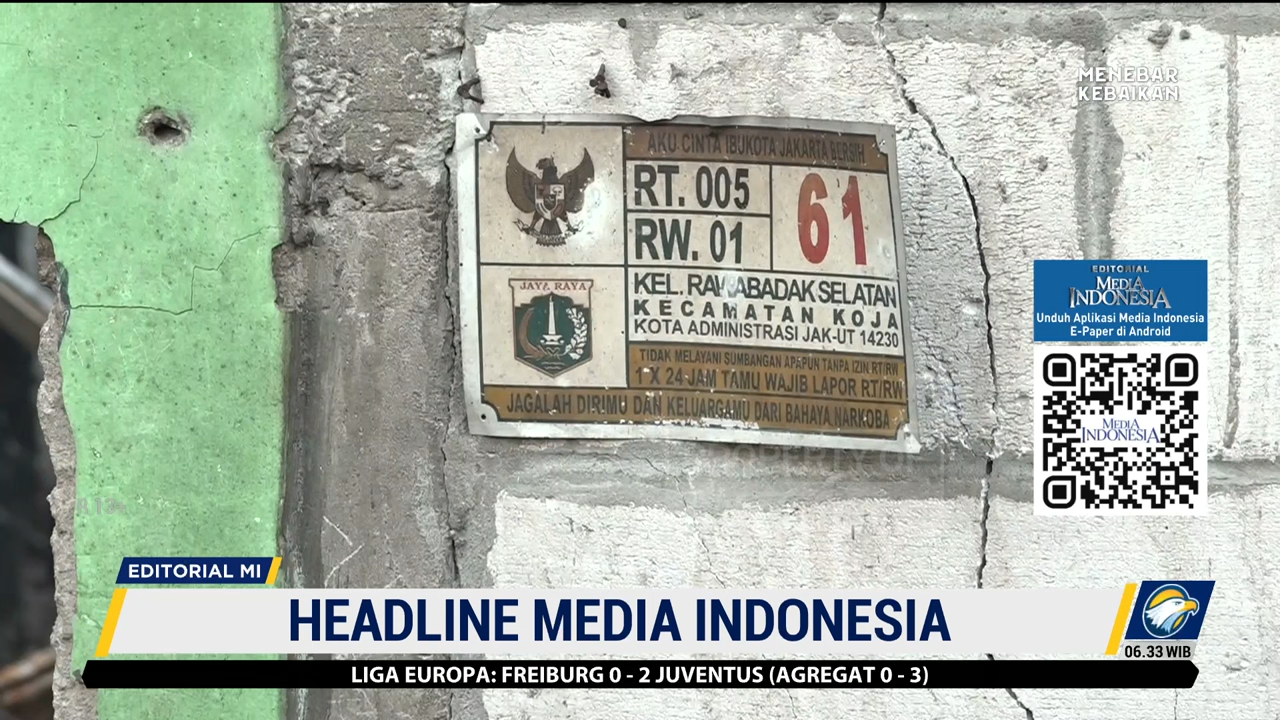 MENEBAR
KEBAIKAN
AKU CINTA IBUKOTA JAKARTA BERSIH
RT. 005
RW. 01
61
JAYA RAYA
KEL. RAWABADAK SELATAN
KECAMATAN KOJA
KOTA ADMINISTRASI JAK-UT 14230
TIDAK MELAYANI SUMBANGAN APAPUN TANPA IZIN RT/RW
1 X 24 JAM TAMU WAJIB LAPOR RT/RW
JAGALAH DIRIMU DAN KELUARGAMU DARI BAHAYA NARKOBA
EDITORIAL
MEDIA
INDONESIA
Unduh Aplikasi Media Indonesia
E-Paper di Android
MEDIA
INDONESIA
PROPERTY OF
EDITORIAL MI
HEADLINE MEDIA INDONESIA
06.33 WIB
LIGA EUROPA: FREIBURG 0 - 2 JUVENTUS (AGREGAT 0 - 3)